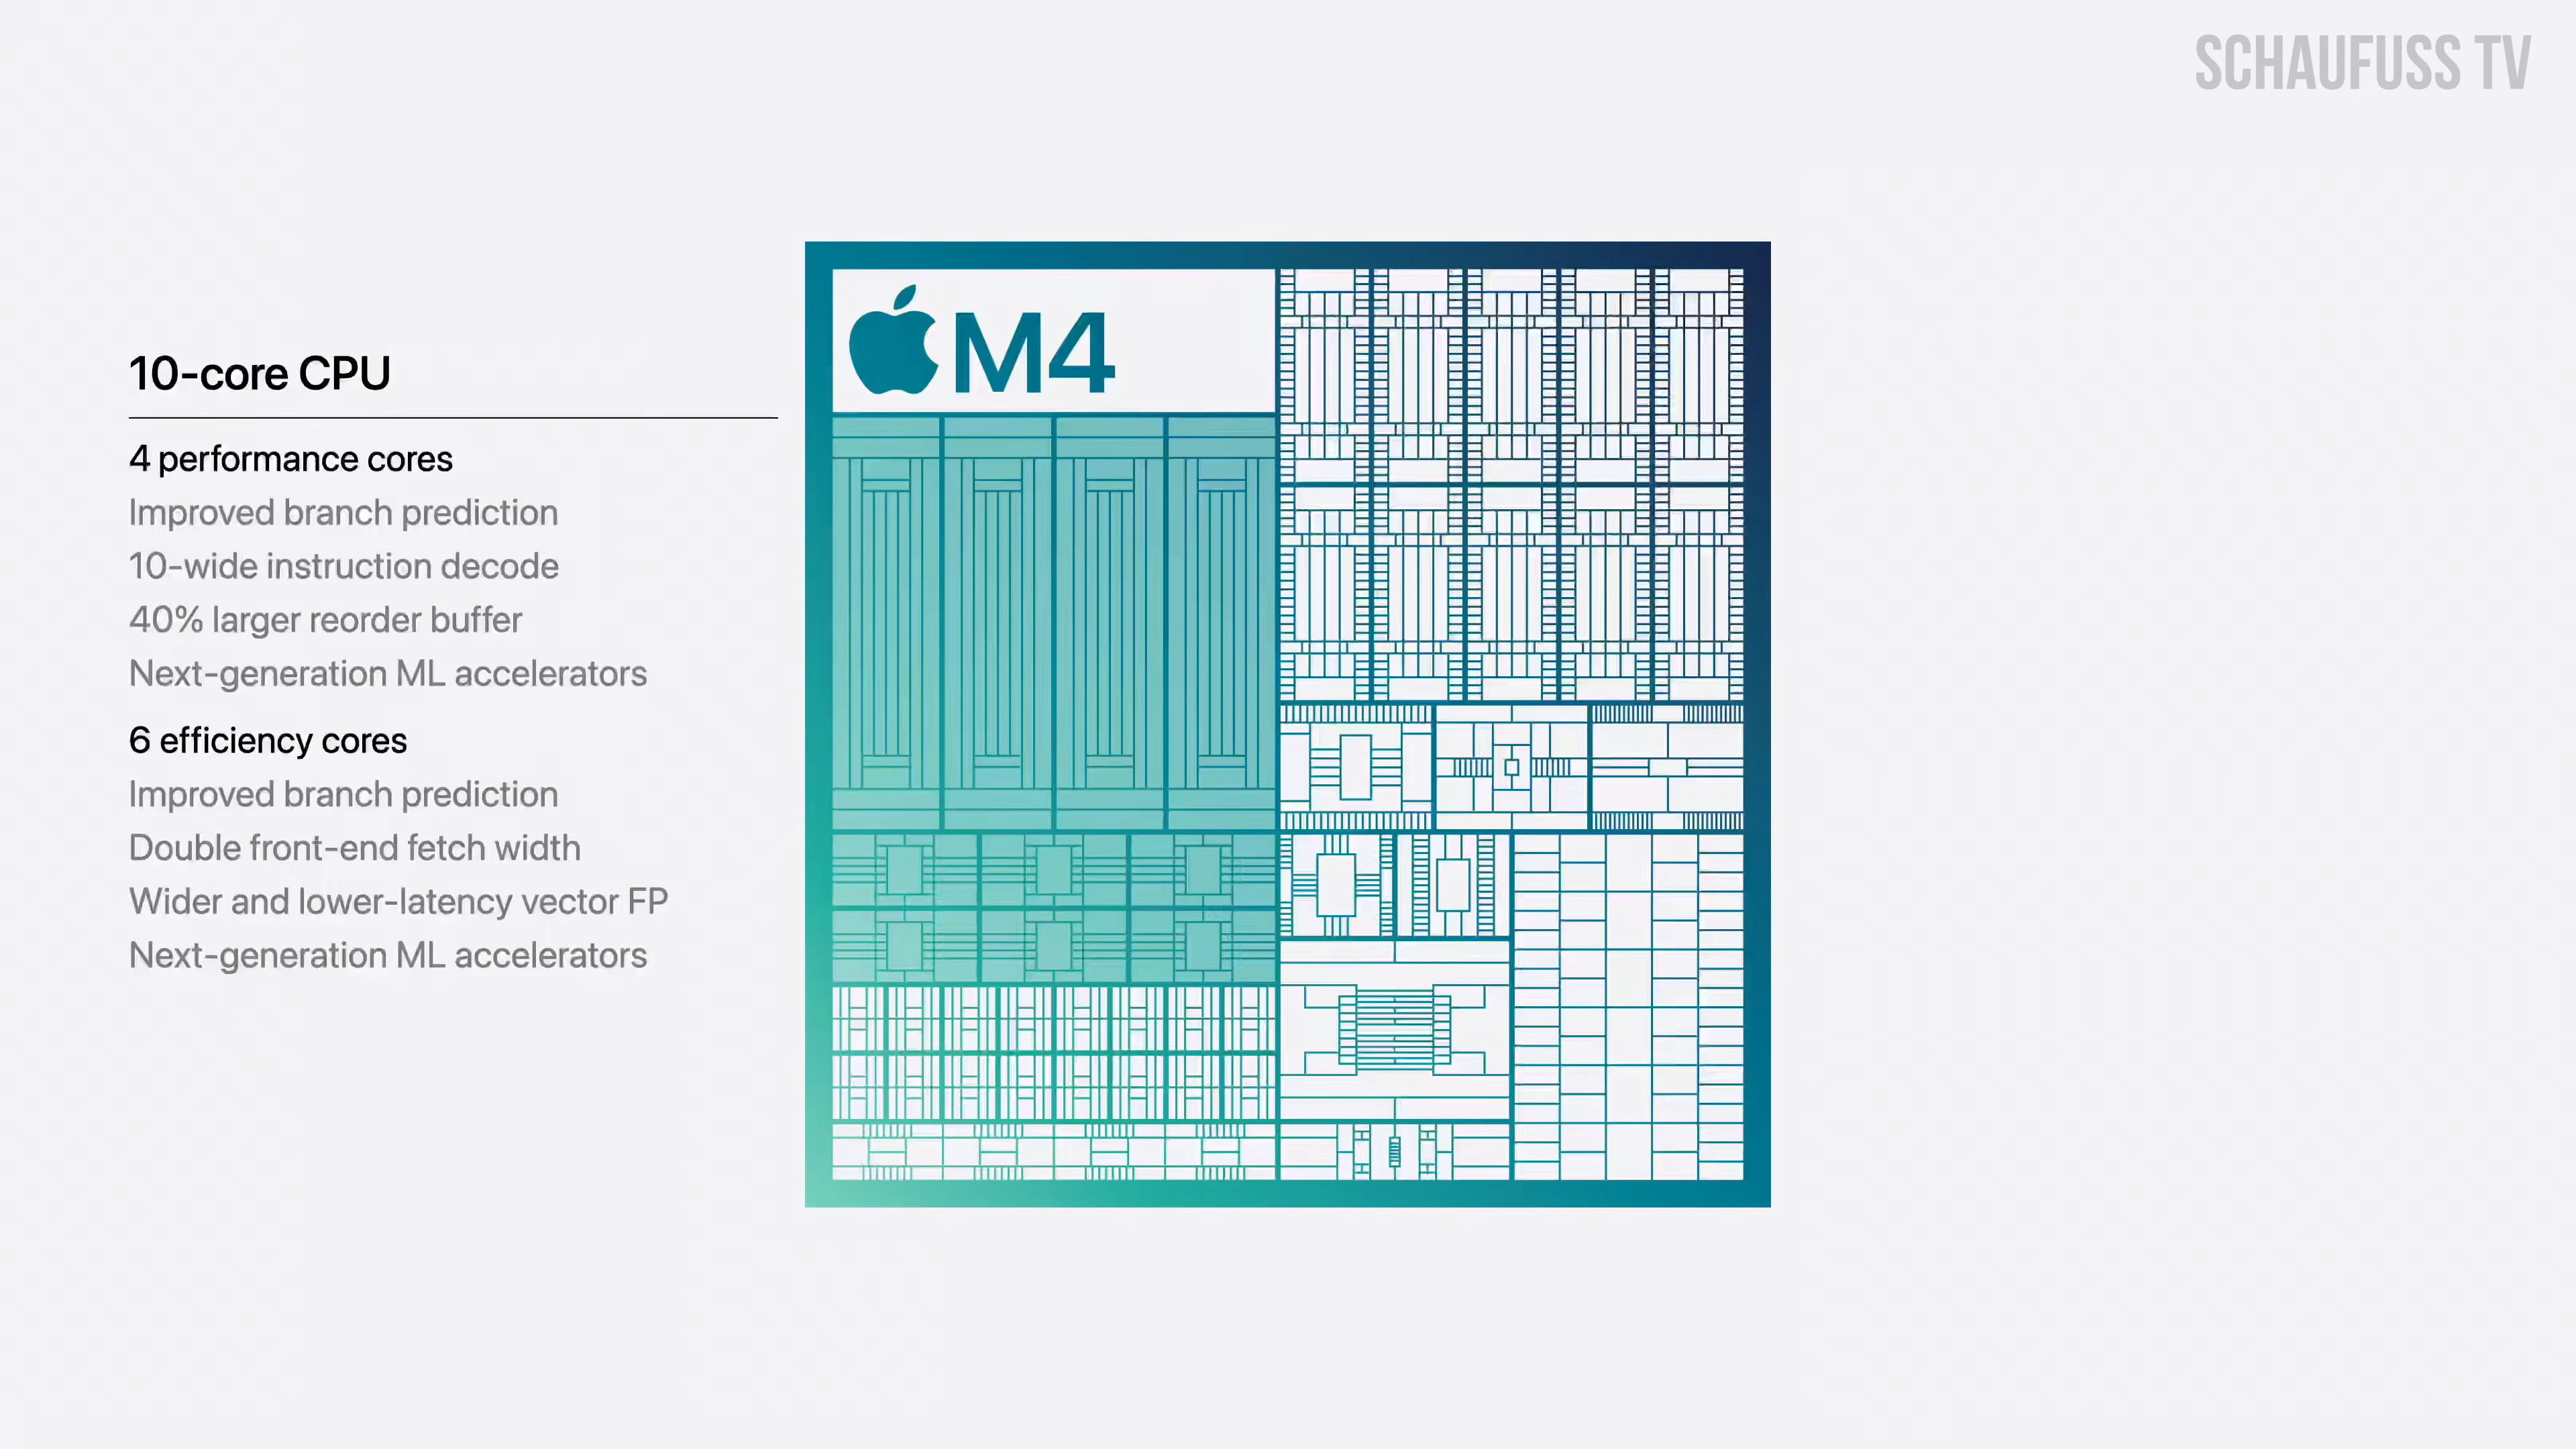 SCHAUFUSS TV
M4
10-core CPU
4 performance cores
Improved branch prediction
10-wide instruction decode
40% larger reorder buffer
Next-generation ML accelerators
6 efficiency cores
Improved branch prediction
Double front-end fetch width
Wider and lower-latency vector FP
Next-generation ML accelerators